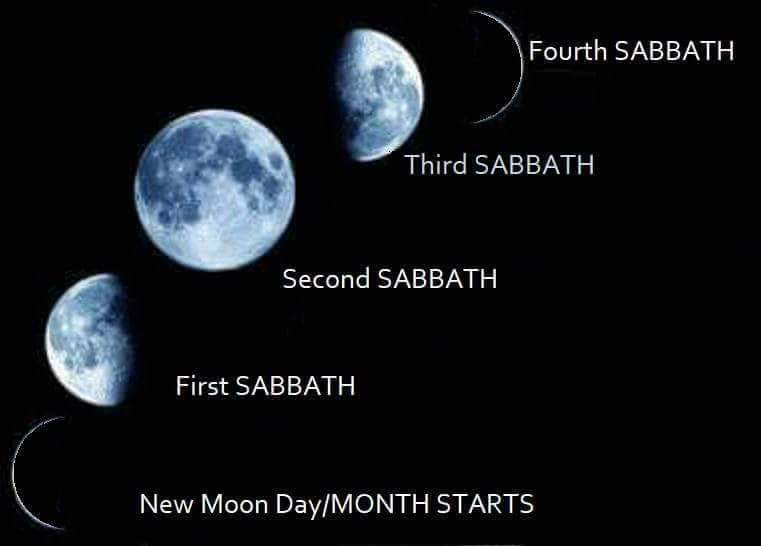 Fourth SABBATH
Third SABBATH
Second SABBATH
First SABBATH
New Moon Day/MONTH STARTS